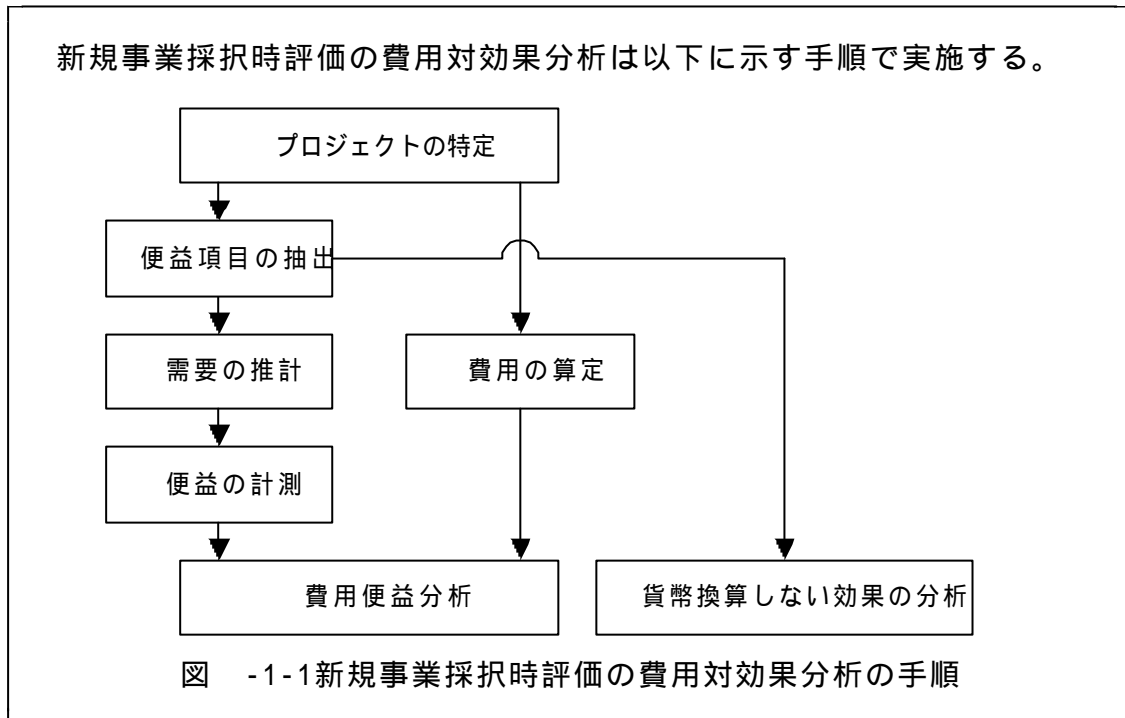 新規事業採択時評価の費用対効果分析は以下に示す手順で実施する。
プロジェクトの特定
便益項目の抽出
需要の推計
費用の算定
便益の計測
費用便益分析
貨幣換算しない効果の分析
図 -1-1新規事業採択時評価の費用対効果分析の手順